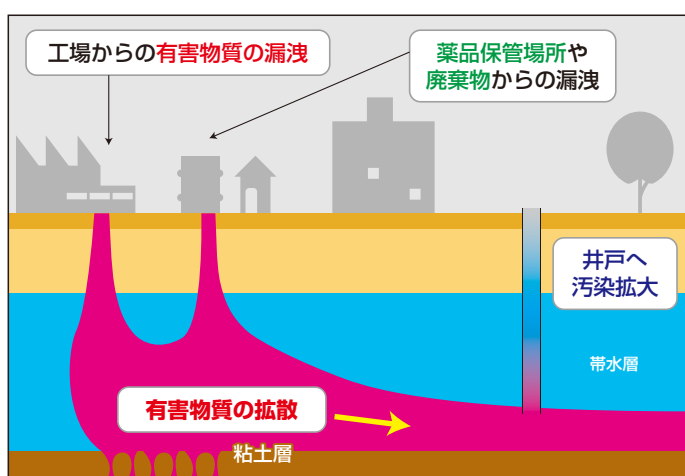 工場からの有害物質の漏洩
薬品保管場所や
廃棄物からの漏洩
井戸へ
汚染拡大
帯水層
有害物質の拡散
粘土層